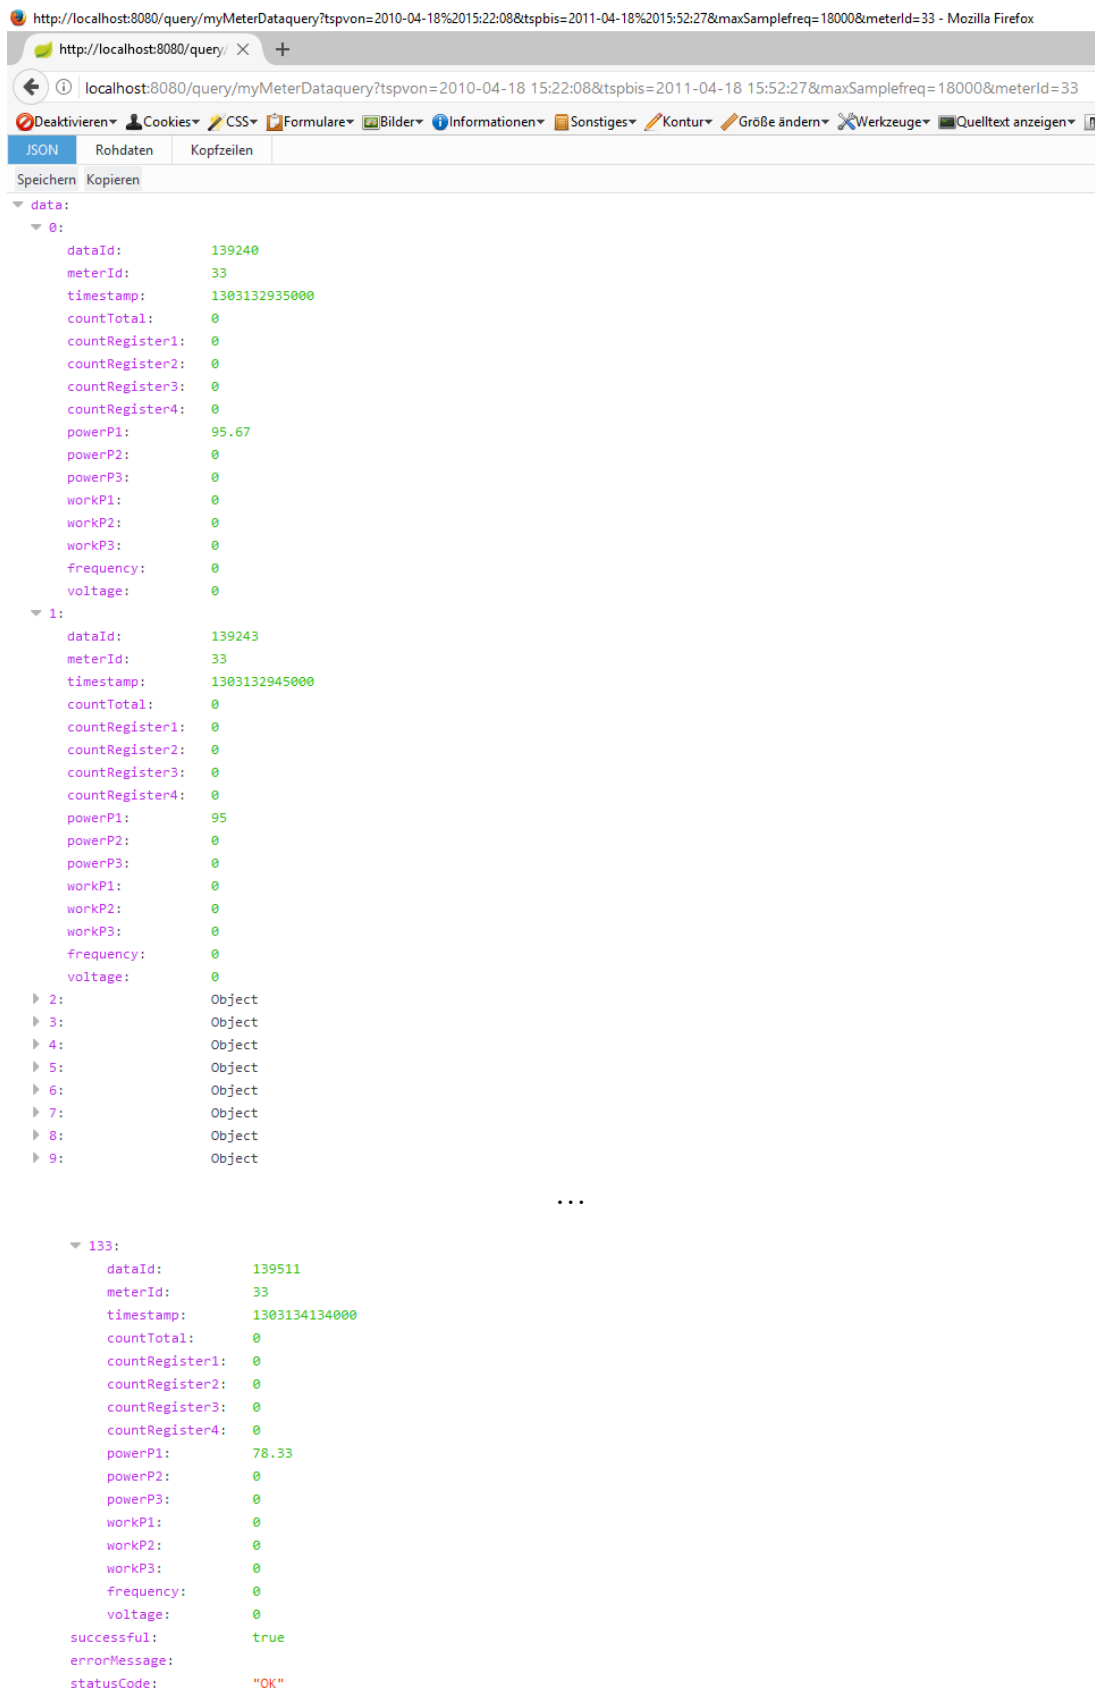 http://localhost:8080/query/myMeterDataquery?tspvon=2010-04-18%2015:22:08&tspbis=2011-04-18%2015:52:27&maxSamplefreq=18000&meterId=33 - Mozilla Firefox
http://localhost:8080/query/
localhost:8080/query/myMeterDataquery?tspvon=2010-04-18 15:22:08&tspbis=2011-04-18 15:52:27&maxSamplefreq=18000&meterId=33
Deaktivieren Cookies CSS Formulare Bilder Informationen Sonstiges Kontur Größe ändern Werkzeuge Quelltext anzeigen
JSON Rohdaten Kopfzeilen
Speichern Kopieren
data:
0:
dataId: 139240
meterId: 33
timestamp: 1303132935000
countTotal: 0
countRegister1: 0
countRegister2: 0
countRegister3: 0
countRegister4: 0
powerP1: 95.67
powerP2: 0
powerP3: 0
workP1: 0
workP2: 0
workP3: 0
frequency: 0
voltage: 0
1:
dataId: 139243
meterId: 33
timestamp: 1303132945000
countTotal: 0
countRegister1: 0
countRegister2: 0
countRegister3: 0
countRegister4: 0
powerP1: 95
powerP2: 0
powerP3: 0
workP1: 0
workP2: 0
workP3: 0
frequency: 0
voltage: 0
2: Object
3: Object
4: Object
5: Object
6: Object
7: Object
8: Object
9: Object
...
133:
dataId: 139511
meterId: 33
timestamp: 1303134134000
countTotal: 0
countRegister1: 0
countRegister2: 0
countRegister3: 0
countRegister4: 0
powerP1: 78.33
powerP2: 0
powerP3: 0
workP1: 0
workP2: 0
workP3: 0
frequency: 0
voltage: 0
successful: true
errorMessage:
statusCode: "OK"